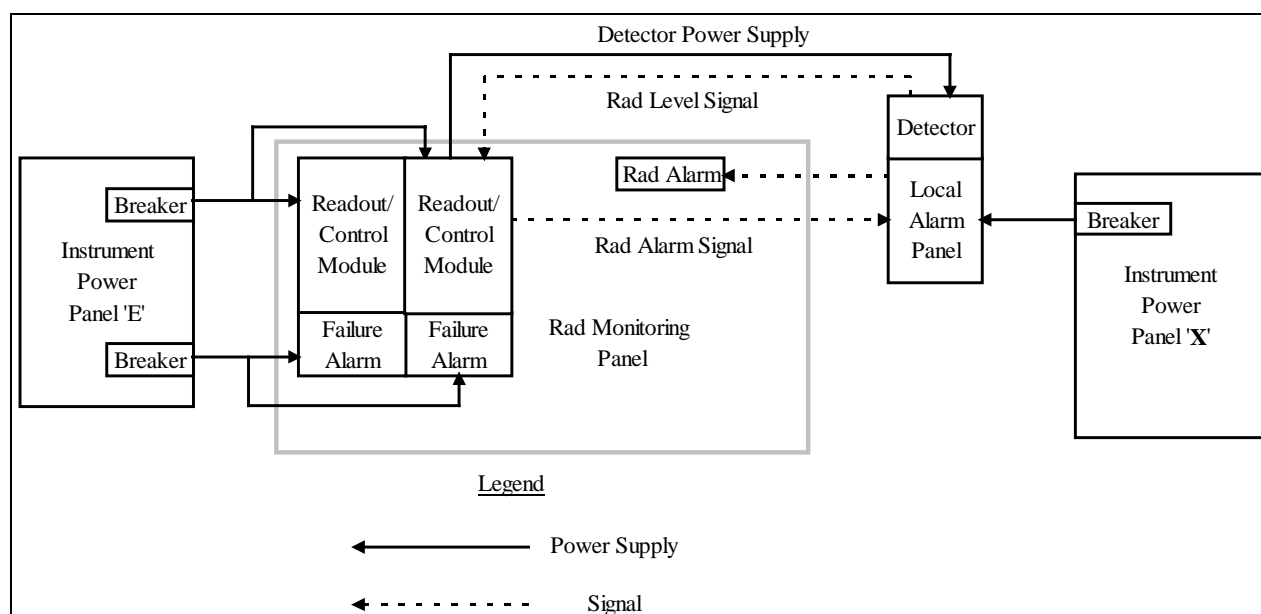 Detector Power Supply
Rad Level Signal
Detector
Breaker
Readout/
Control
Module
Readout/
Control
Module
Rad Alarm
Local
Alarm
Panel
Breaker
Rad Alarm Signal
Instrument
Power
Panel 'E'
Instrument
Power
Panel 'X'
Breaker
Failure
Alarm
Failure
Alarm
Rad Monitoring
Panel
Legend
Power Supply
Signal